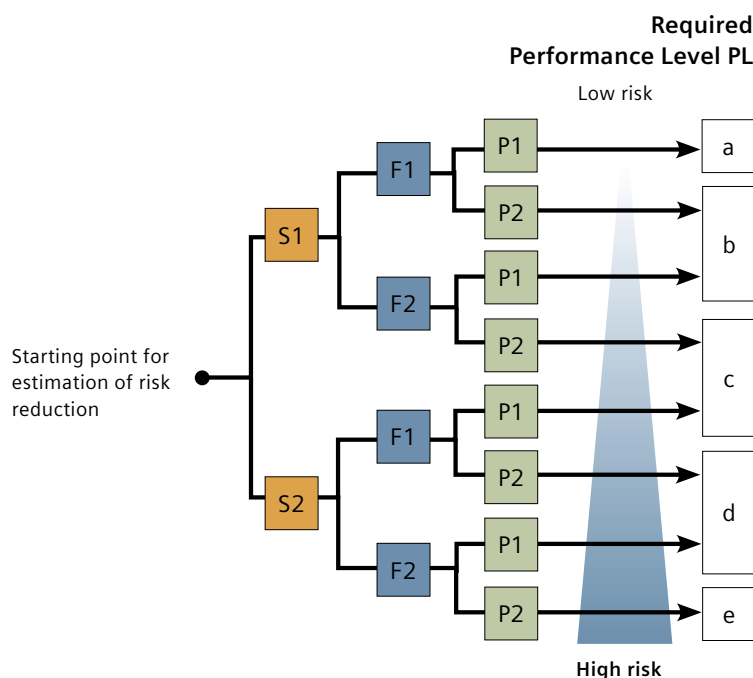 Required
Performance Level PL
Low risk
P1
a
F1
P2
b
S1
P1
F2
P2
c
Starting point for
estimation of risk
reduction
P1
F1
P2
d
S2
P1
F2
P2
e
High risk